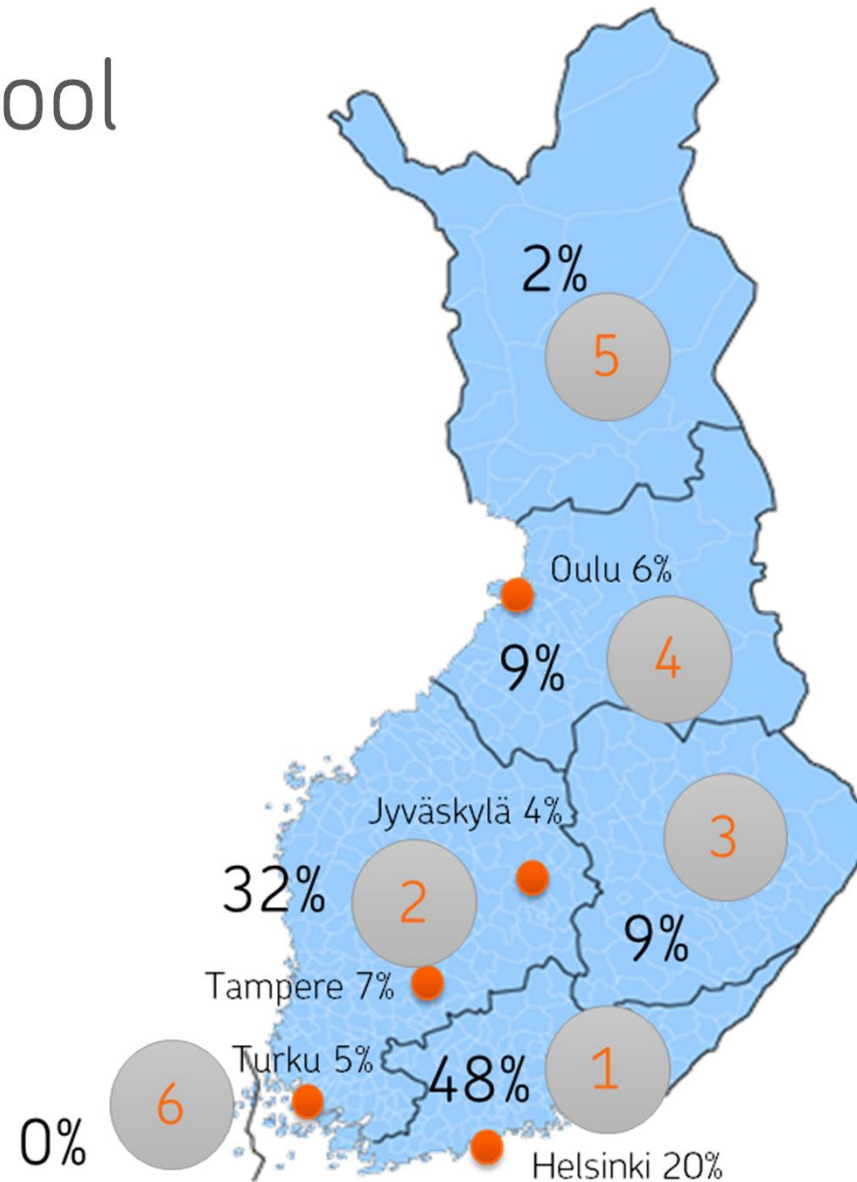 ool
2%
5
Oulu 6%
9%
4
Jyväskylä 4%
3
32%
2
9%
Tampere 7%
Turku 5%
48%
1
6
0%
Helsinki 20%